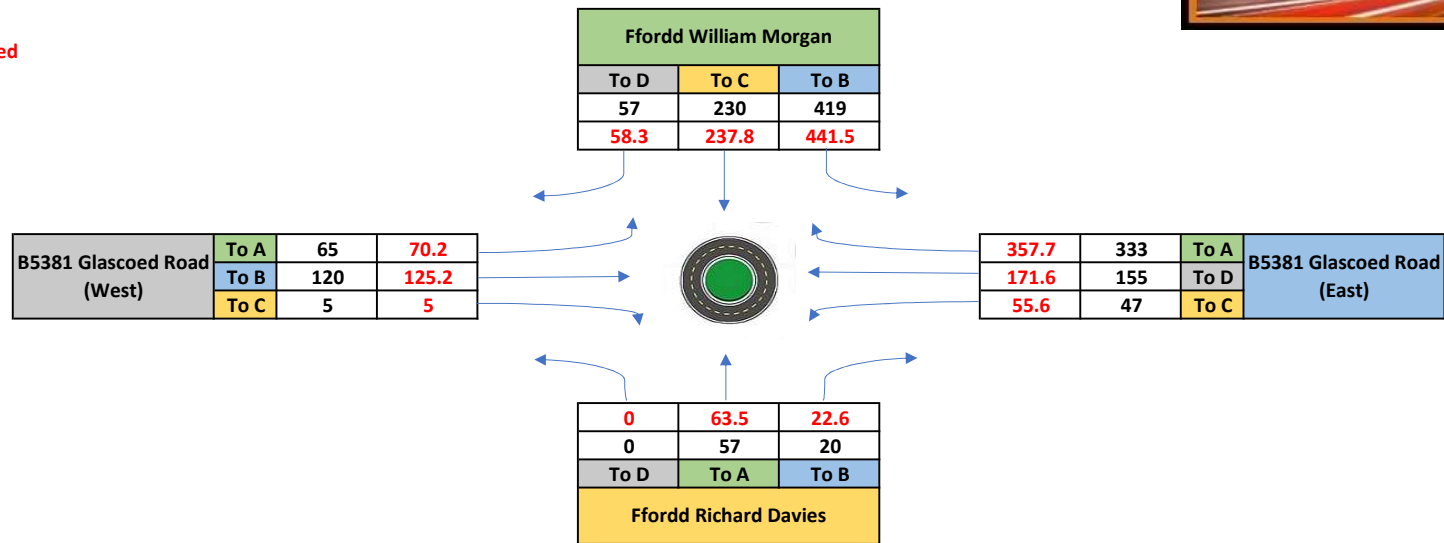 ed
Ffordd William Morgan
To D To C To B
57 230 419
58.3 237.8 441.5
B5381 Glascoed Road
(West)
To A 65 70.2
To B 120 125.2
To C 5 5
357.7 333 To A
171.6 155 To D
55.6 47 To C
B5381 Glascoed Road
(East)
0 63.5 22.6
0 57 20
To D To A To B
Ffordd Richard Davies